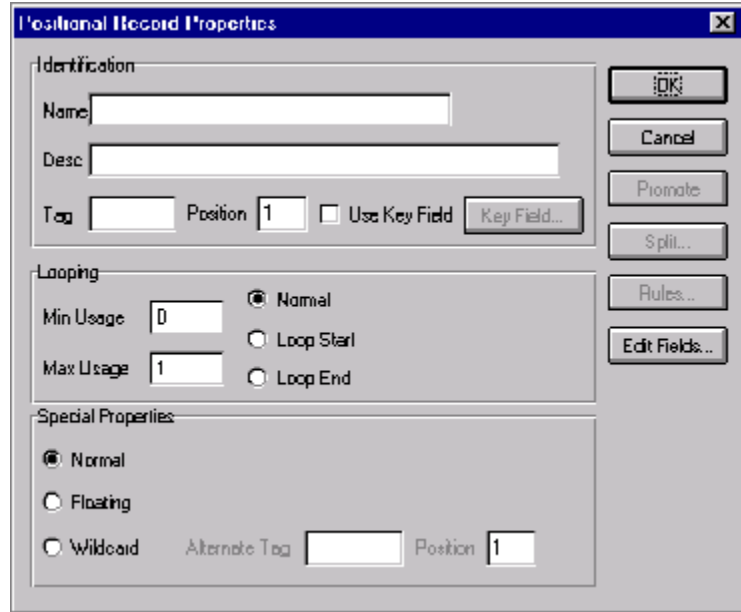 Positional Record Properties
Identification
OK
Name
Cancel
Desc
Promote
Tag Position 1 Use Key Field Key Field...
Split...
Looping
Rules...
Min Usage 0 Normal
Loop Start
Edit Fields...
Max Usage 1 Loop End
Special Properties
Normal
Floating
Wildcard Alternate Tag Position 1